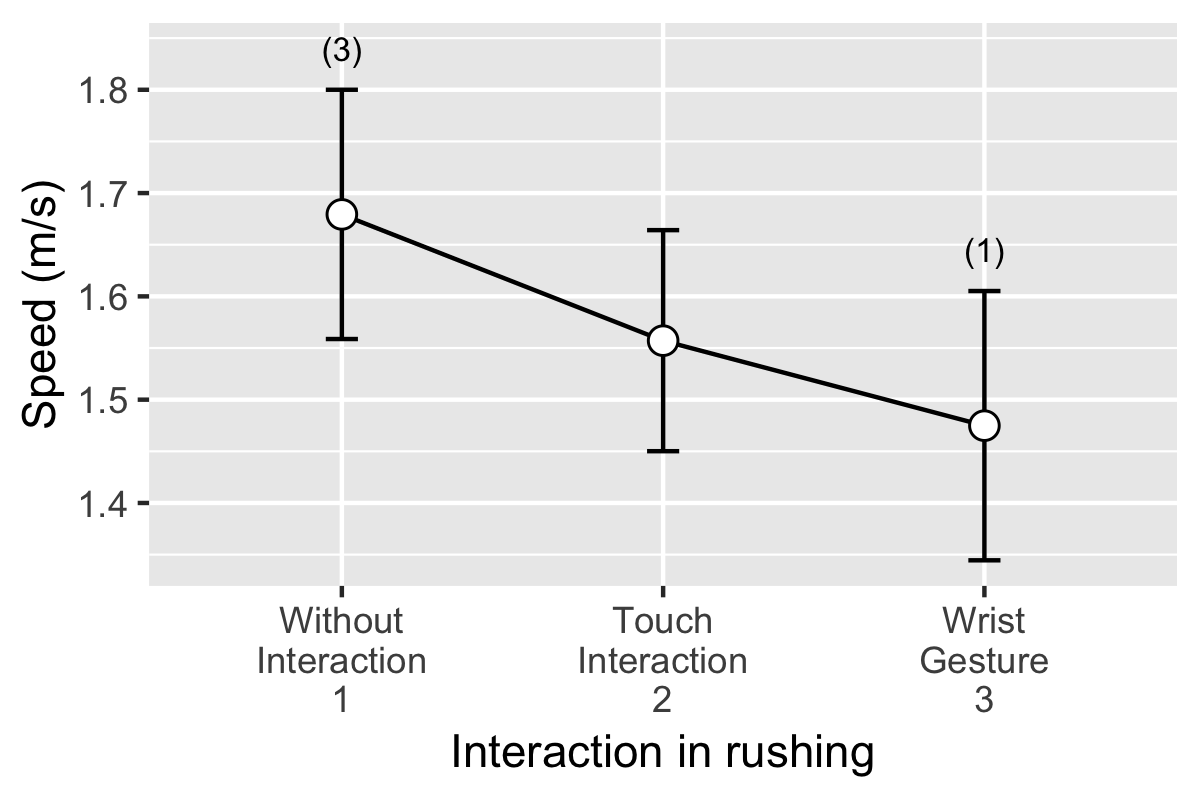 (3)
(1)
Speed (m/s)
1.8
1.7
1.6
1.5
1.4
Without
Interaction
1
Touch
Interaction
2
Wrist
Gesture
3
Interaction in rushing